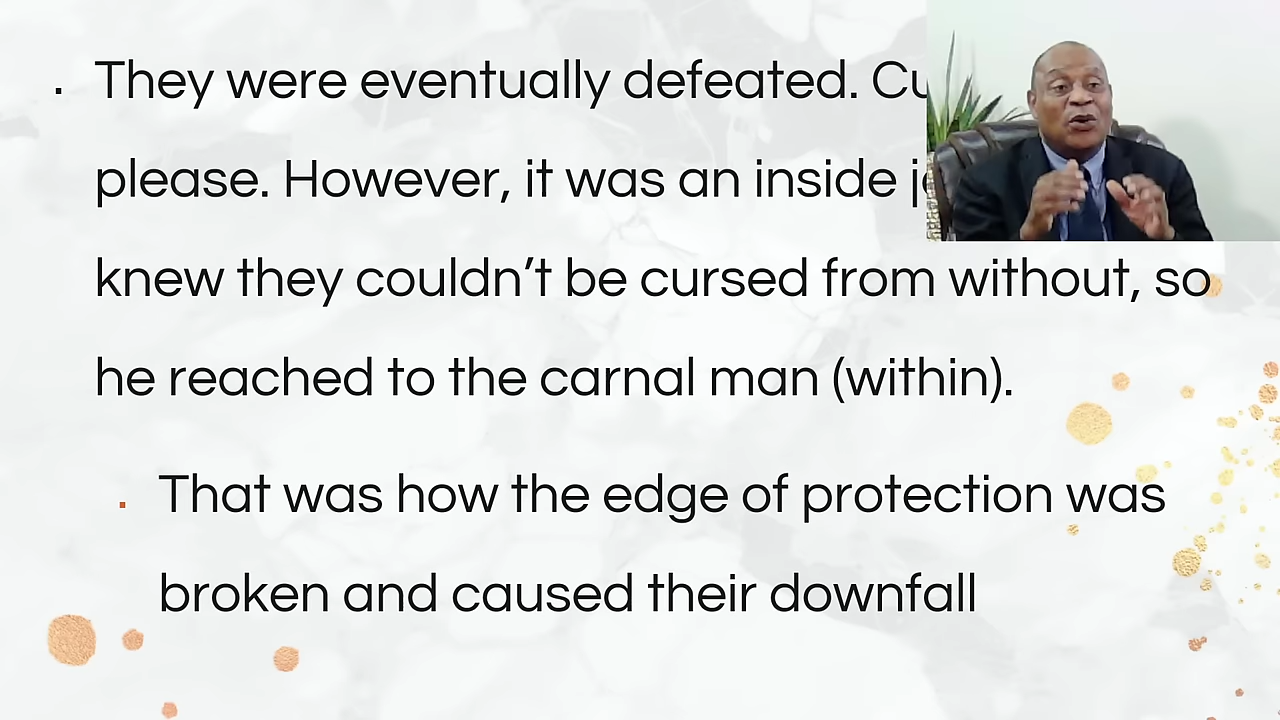 They were eventually defeated.
please. However, it was an inside
knew they couldn’t be cursed from without, so
he reached to the carnal man (within).
That was how the edge of protection was
broken and caused their downfall